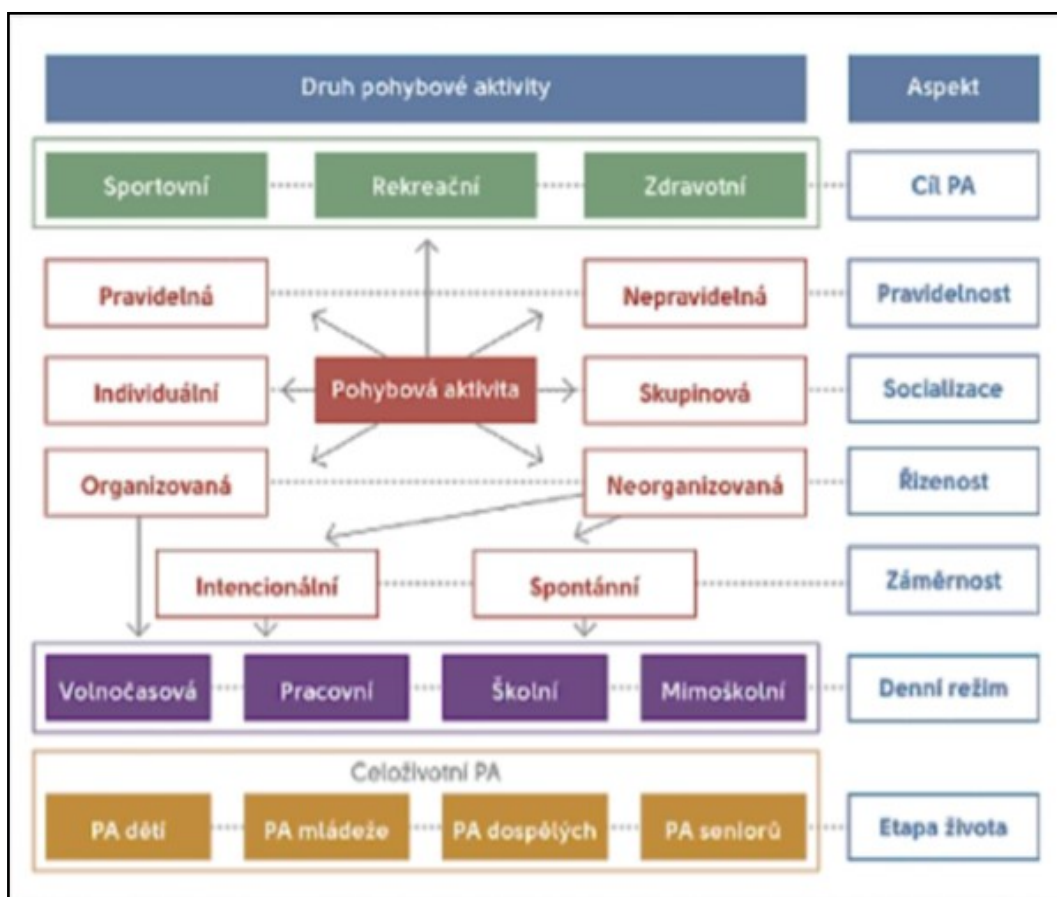 Druh pohybové aktivity
Aspekt
Sportovní
Rekreační
Zdravotní
Cíl PA
Pravidelná
Nepravidelná
Pravidelnost
Individuální
Pohybová aktivita
Skupinová
Socializace
Organizovaná
Neorganizovaná
Řízenost
Intencionální
Spontánní
Záměrnost
Volnočasová
Pracovní
Školní
Mimoškolní
Denní režim
Celoživotní PA
PA dětí
PA mládeže
PA dospělých
PA seniorů
Etapa života